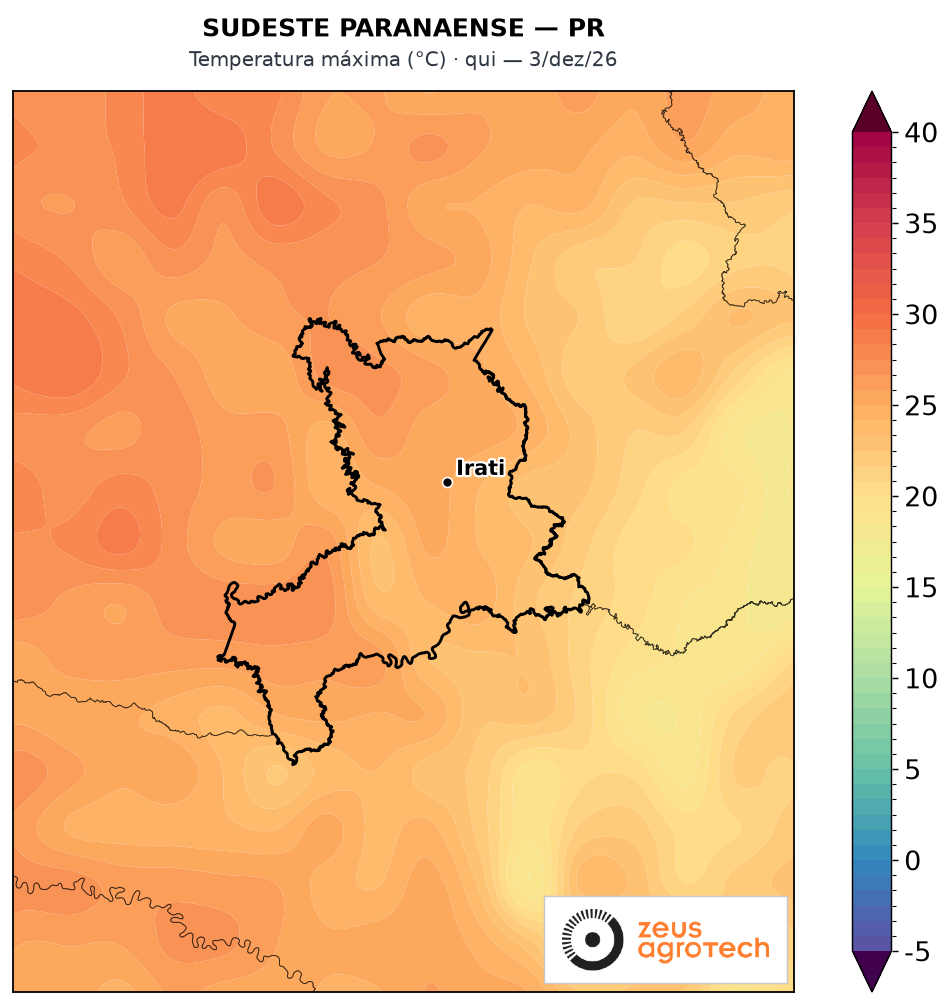 SUDESTE PARANAENSE — PR
Temperatura máxima (°C) · qui — 3/dez/26
40
35
30
25
20
15
10
5
0
-5
Irati
zeus
agrotech